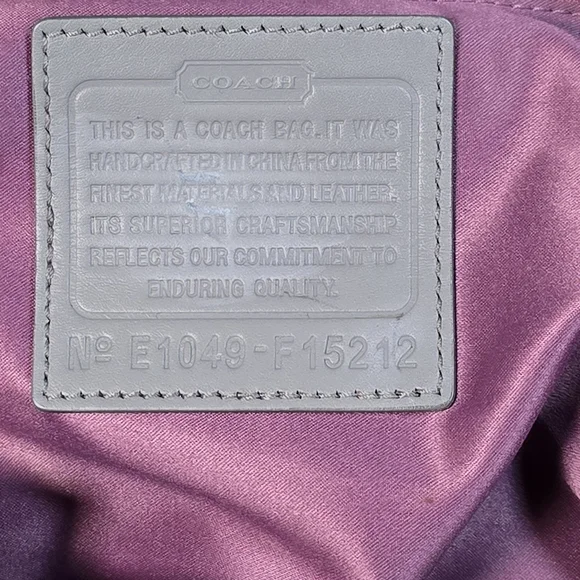 COACH
THIS IS A COACH BAG. IT WAS
HANDCRAFTED IN CHINA FROM THE
FINEST MATERIALS AND LEATHER.
ITS SUPERIOR CRAFTSMANSHIP
REFLECTS OUR COMMITMENT TO
ENDURING QUALITY.
Nº E1049-F15212